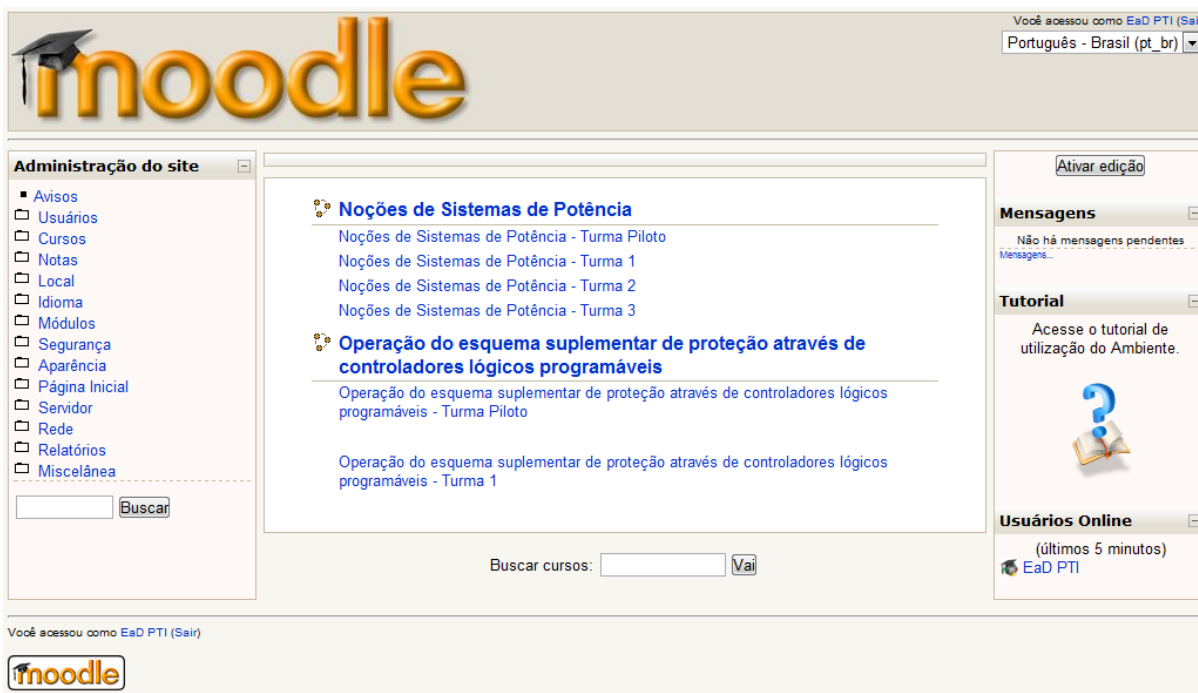 moodle
Você acessou como EaD PTI (Sai
Português - Brasil (pt_br)
Administração do site
Avisos
Usuários
Cursos
Notas
Local
Idioma
Módulos
Segurança
Aparência
Página Inicial
Servidor
Rede
Relatórios
Miscelânea
Buscar
Noções de Sistemas de Potência
Noções de Sistemas de Potência - Turma Piloto
Noções de Sistemas de Potência - Turma 1
Noções de Sistemas de Potência - Turma 2
Noções de Sistemas de Potência - Turma 3
Operação do esquema suplementar de proteção através de
controladores lógicos programáveis
Operação do esquema suplementar de proteção através de controladores lógicos
programáveis - Turma Piloto
Operação do esquema suplementar de proteção através de controladores lógicos
programáveis - Turma 1
Buscar cursos:
Vai
Ativar edição
Mensagens
Não há mensagens pendentes
Mensagens...
Tutorial
Acesse o tutorial de
utilização do Ambiente.
Usuários Online
(últimos 5 minutos)
EaD PTI
Você acessou como EaD PTI (Sair)
moodle